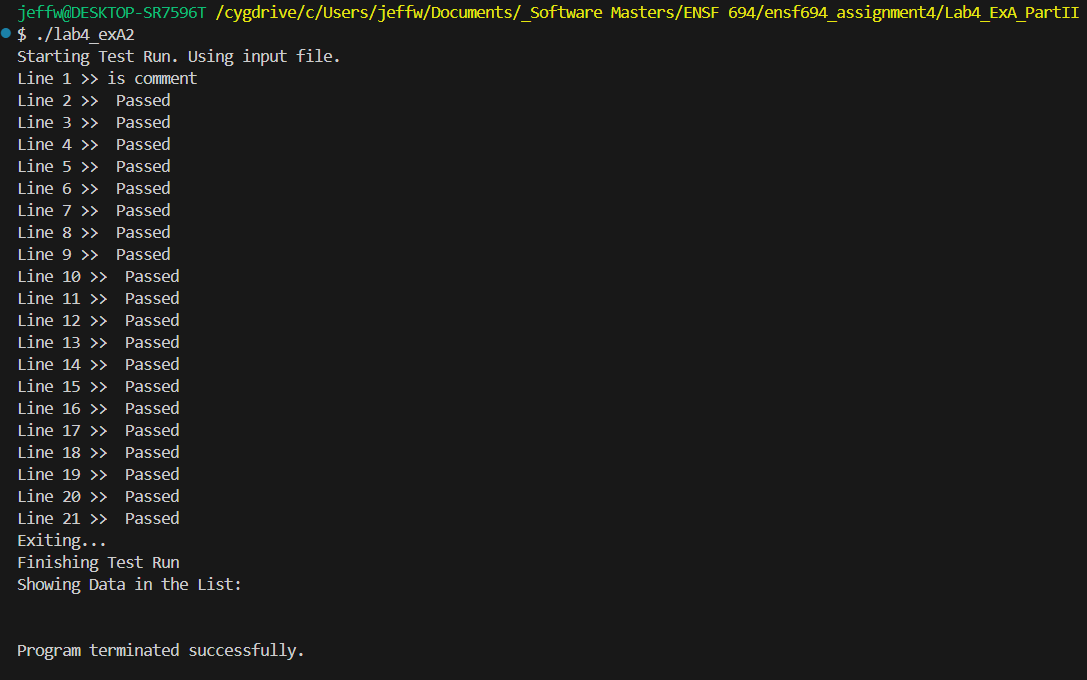 jeffw@DESKTOP-SR7596T /cygdrive/c/Users/jeffw/Documents/_Software Masters/ENSF 694/ensf694_assignment4/Lab4_ExA_PartII
$ ./lab4_exA2
Starting Test Run. Using input file.
Line 1 >> is comment
Line 2 >>  Passed
Line 3 >>  Passed
Line 4 >>  Passed
Line 5 >>  Passed
Line 6 >>  Passed
Line 7 >>  Passed
Line 8 >>  Passed
Line 9 >>  Passed
Line 10 >>  Passed
Line 11 >>  Passed
Line 12 >>  Passed
Line 13 >>  Passed
Line 14 >>  Passed
Line 15 >>  Passed
Line 16 >>  Passed
Line 17 >>  Passed
Line 18 >>  Passed
Line 19 >>  Passed
Line 20 >>  Passed
Line 21 >>  Passed
Exiting...
Finishing Test Run
Showing Data in the List:
Program terminated successfully.